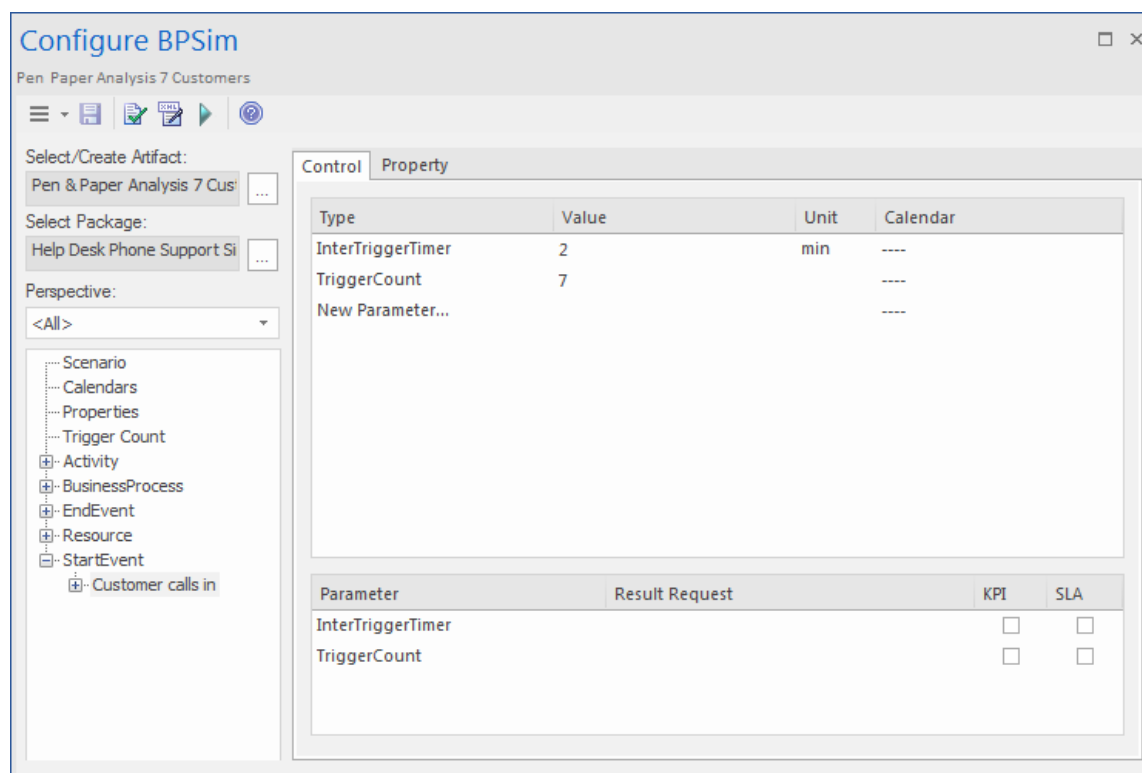 Configure BPSim
Pen Paper Analysis 7 Customers
Select/Create Artifact:
Pen & Paper Analysis 7 Cus
...
Select Package:
Help Desk Phone Support Si
...
Perspective:
<All>
Scenario
Calendars
Properties
Trigger Count
Activity
BusinessProcess
EndEvent
Resource
StartEvent
Customer calls in
Control Property
Type Value Unit Calendar
InterTriggerTimer 2 min ----
TriggerCount 7 ----
New Parameter... ----
Parameter Result Request KPI SLA
InterTriggerTimer
TriggerCount